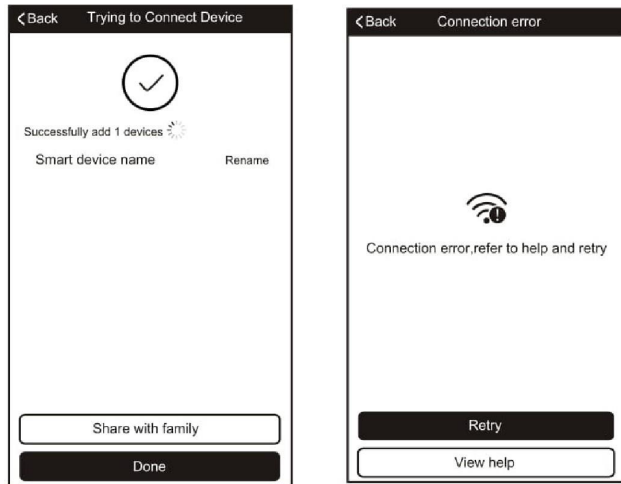 Back
Trying to Connect Device
Successfully add 1 devices
Smart device name
Rename
Share with family
Done
Back
Connection error
Connection error,refer to help and retry
Retry
View help